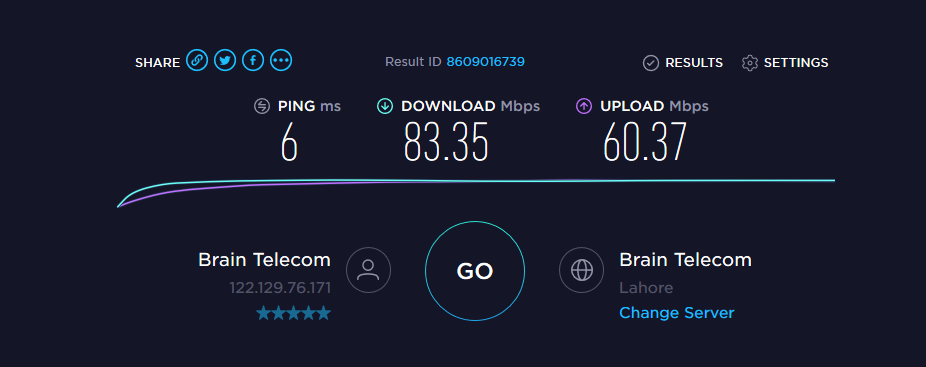 SHARE Result ID 8609016739 RESULTS SETTINGS
PING ms DOWNLOAD Mbps UPLOAD Mbps
6 83.35 60.37
Brain Telecom GO Brain Telecom
122.129.76.171 Lahore
Change Server